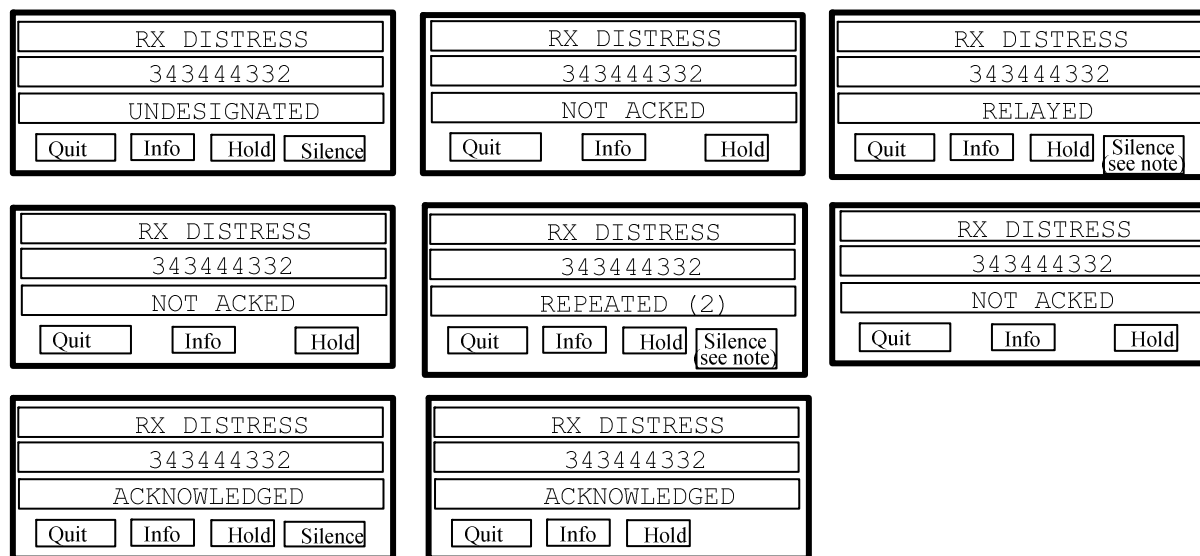 RX DISTRESS
343444332
UNDESIGNATED
Quit Info Hold Silence
RX DISTRESS
343444332
NOT ACKED
Quit Info Hold
RX DISTRESS
343444332
RELAYED
Quit Info Hold Silence
(see note)
RX DISTRESS
343444332
NOT ACKED
Quit Info Hold
RX DISTRESS
343444332
REPEATED (2)
Quit Info Hold Silence
(see note)
RX DISTRESS
343444332
NOT ACKED
Quit Info Hold
RX DISTRESS
343444332
ACKNOWLEDGED
Quit Info Hold Silence
RX DISTRESS
343444332
ACKNOWLEDGED
Quit Info Hold